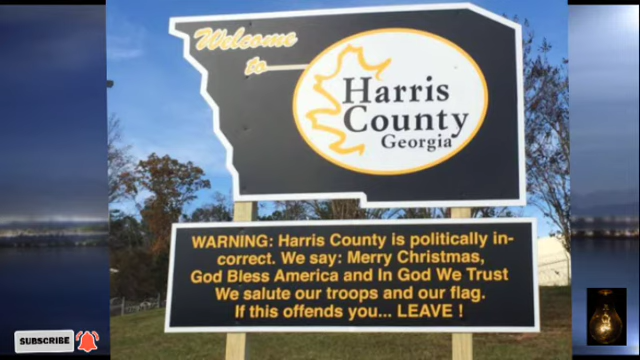 Welcome
to
Harris
County
Georgia
WARNING: Harris County is politically in-
correct. We say: Merry Christmas,
God Bless America and In God We Trust
We salute our troops and our flag.
If this offends you... LEAVE !
SUBSCRIBE